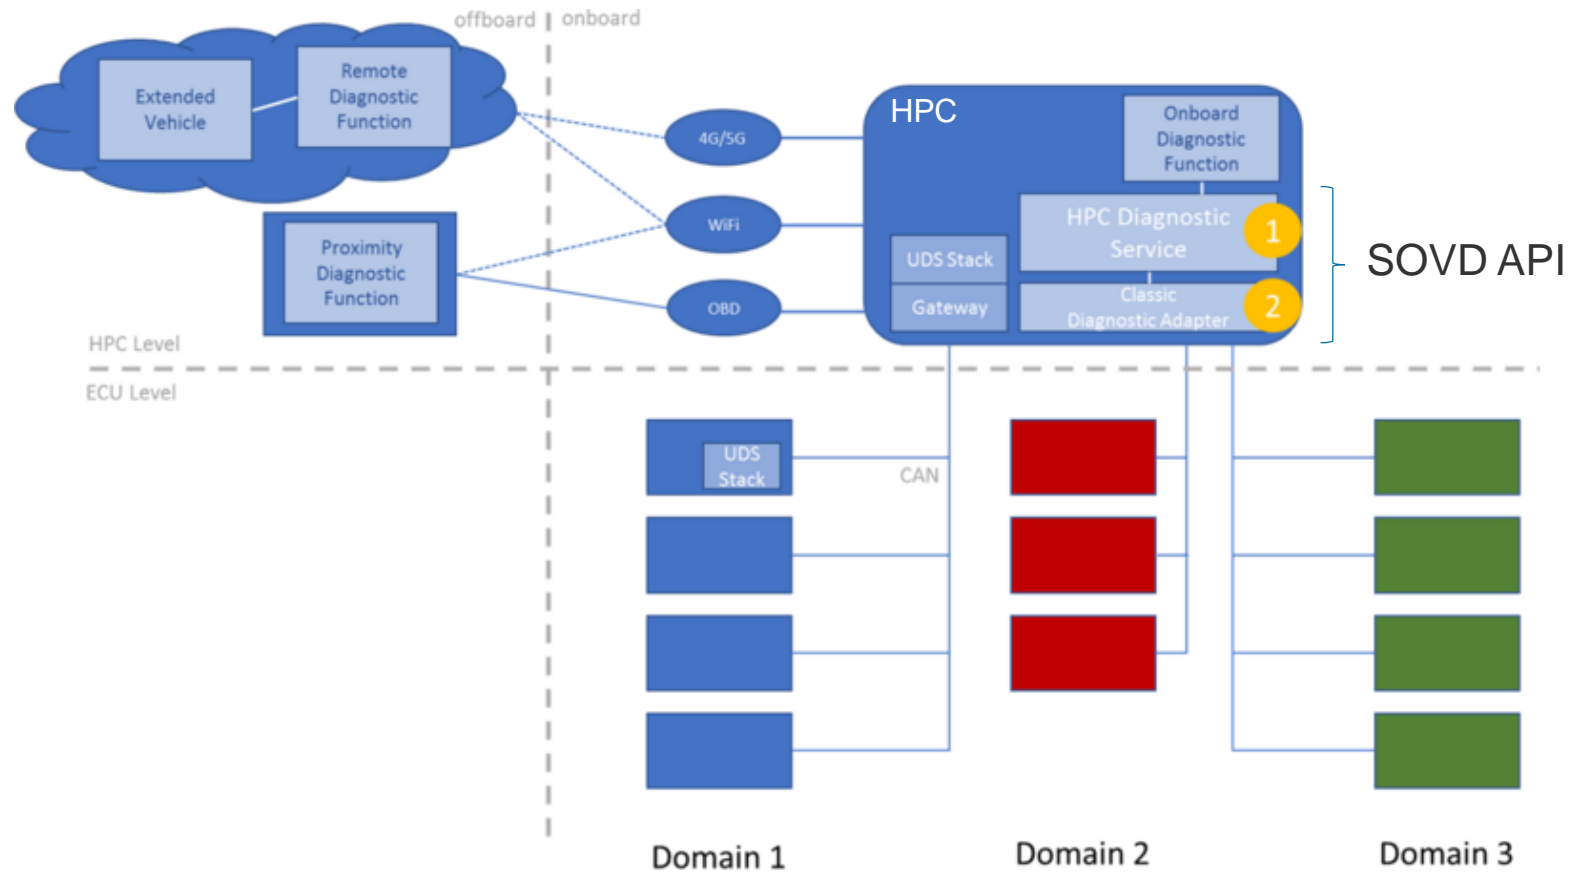 offboard
onboard
Extended
Vehicle
Remote
Diagnostic
Function
4G/5G
HPC
Onboard
Diagnostic
Function
Proximity
Diagnostic
Function
WiFi
UDS Stack
Gateway
HPC Diagnostic
Service
1
SOVD API
OBD
Classic
Diagnostic Adapter
2
HPC Level
ECU Level
UDS
Stack
CAN
Domain 1
Domain 2
Domain 3